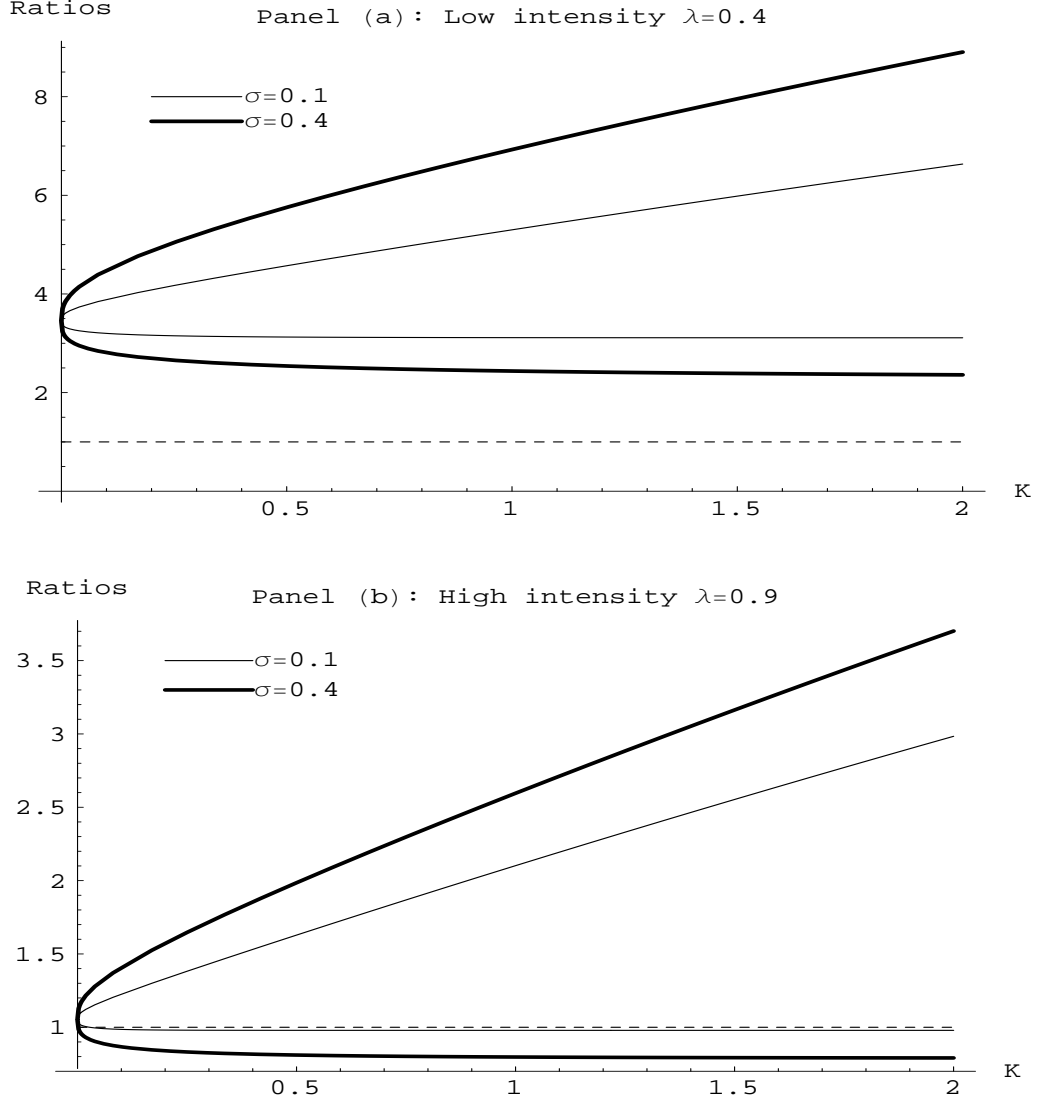 Ratios
Panel (a): Low intensity λ=0.4
8
σ=0.1
σ=0.4
6
4
2
0.5 1 1.5 2 K
Ratios
Panel (b): High intensity λ=0.9
3.5
σ=0.1
σ=0.4
3
2.5
2
1.5
1
0.5 1 1.5 2 K